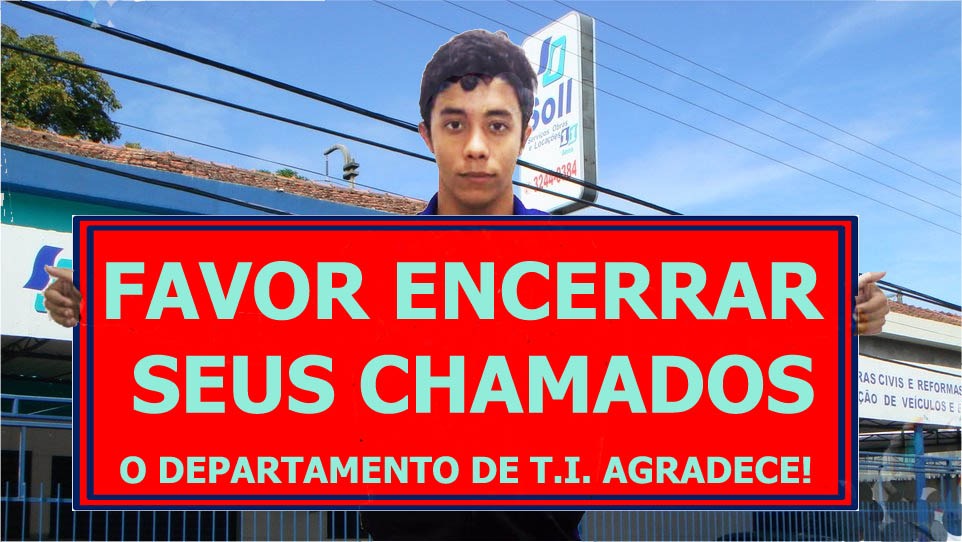 Soll
Serviços Obras
e Locações
3244-0384
FAVOR ENCERRAR
SEUS CHAMADOS
O DEPARTAMENTO DE T.I. AGRADECE!
RAS CIVIS E REFORMAS
ÇÃO DE VEÍCULOS E